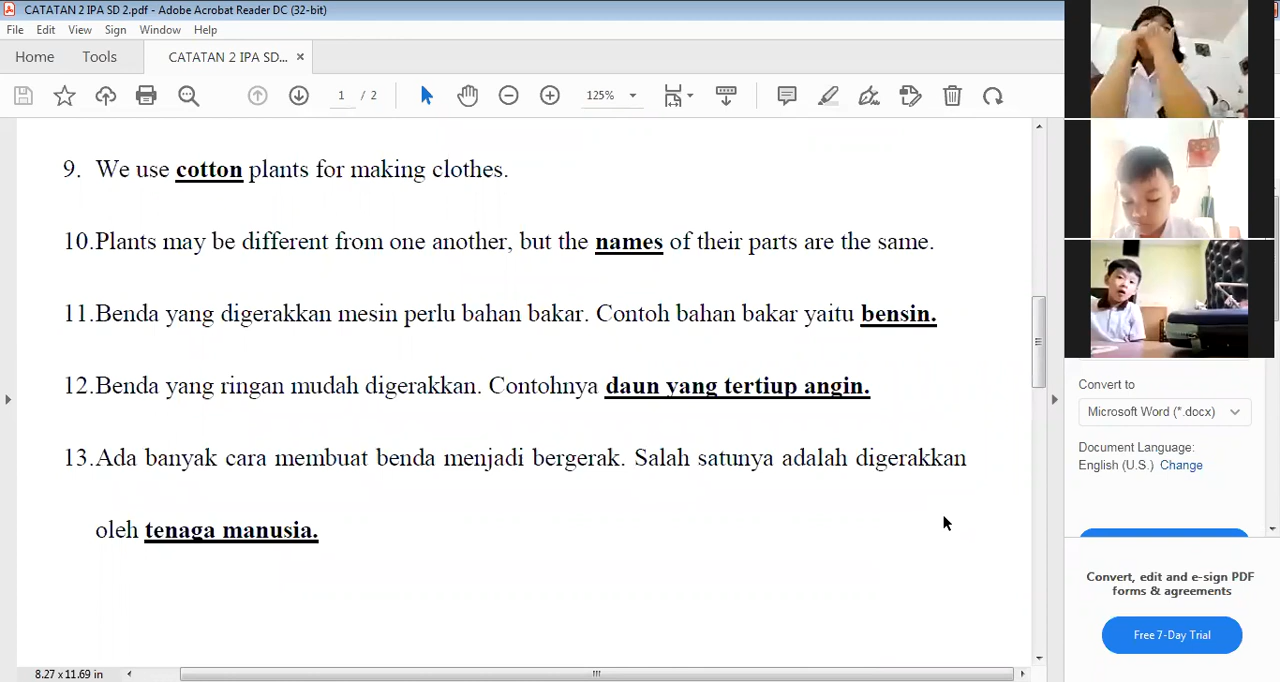 CATATAN 2 IPA SD 2.pdf - Adobe Acrobat Reader DC (32-bit)
File Edit View Sign Window Help
Home Tools CATATAN 2 IPA SD... ×
1 / 2 125%
9. We use cotton plants for making clothes.
10.Plants may be different from one another, but the names of their parts are the same.
11.Benda yang digerakkan mesin perlu bahan bakar. Contoh bahan bakar yaitu bensin.
12.Benda yang ringan mudah digerakkan. Contohnya daun yang tertiup angin.
13.Ada banyak cara membuat benda menjadi bergerak. Salah satunya adalah digerakkan
oleh tenaga manusia.
8.27 x 11.69 in
Convert to
Microsoft Word (*.docx)
Document Language:
English (U.S.) Change
Convert, edit and e-sign PDF
forms & agreements
Free 7-Day Trial